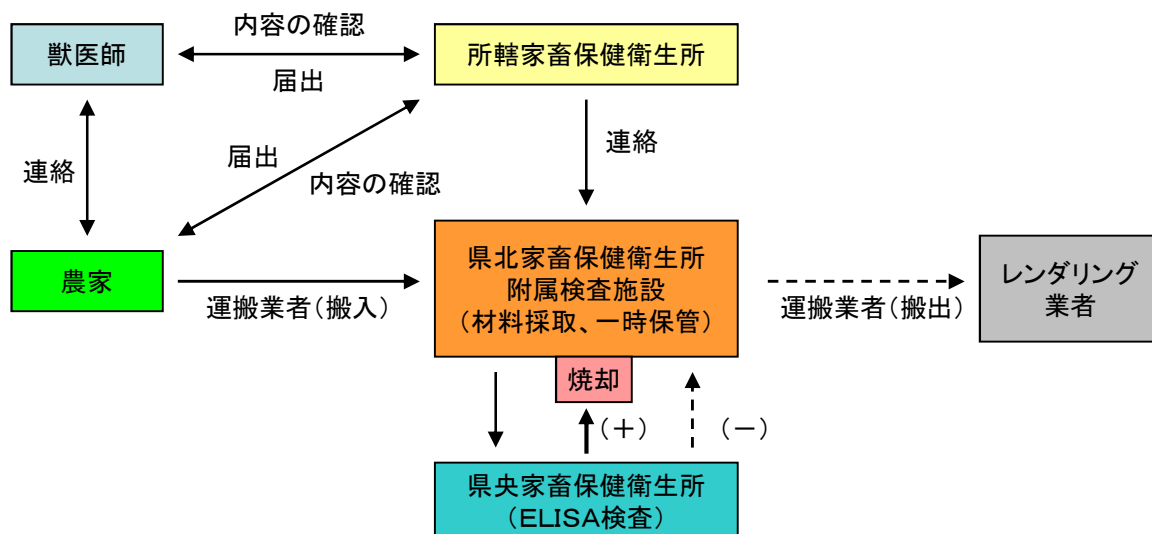 内容の確認
獣医師
所轄家畜保健衛生所
届出
連絡
届出
連絡
内容の確認
農家
運搬業者（搬入）
県北家畜保健衛生所
附属検査施設
（材料採取、一時保管）
運搬業者（搬出）
レンダリング
業者
焼却
（＋）
（－）
県央家畜保健衛生所
（ＥＬＩＳＡ検査）